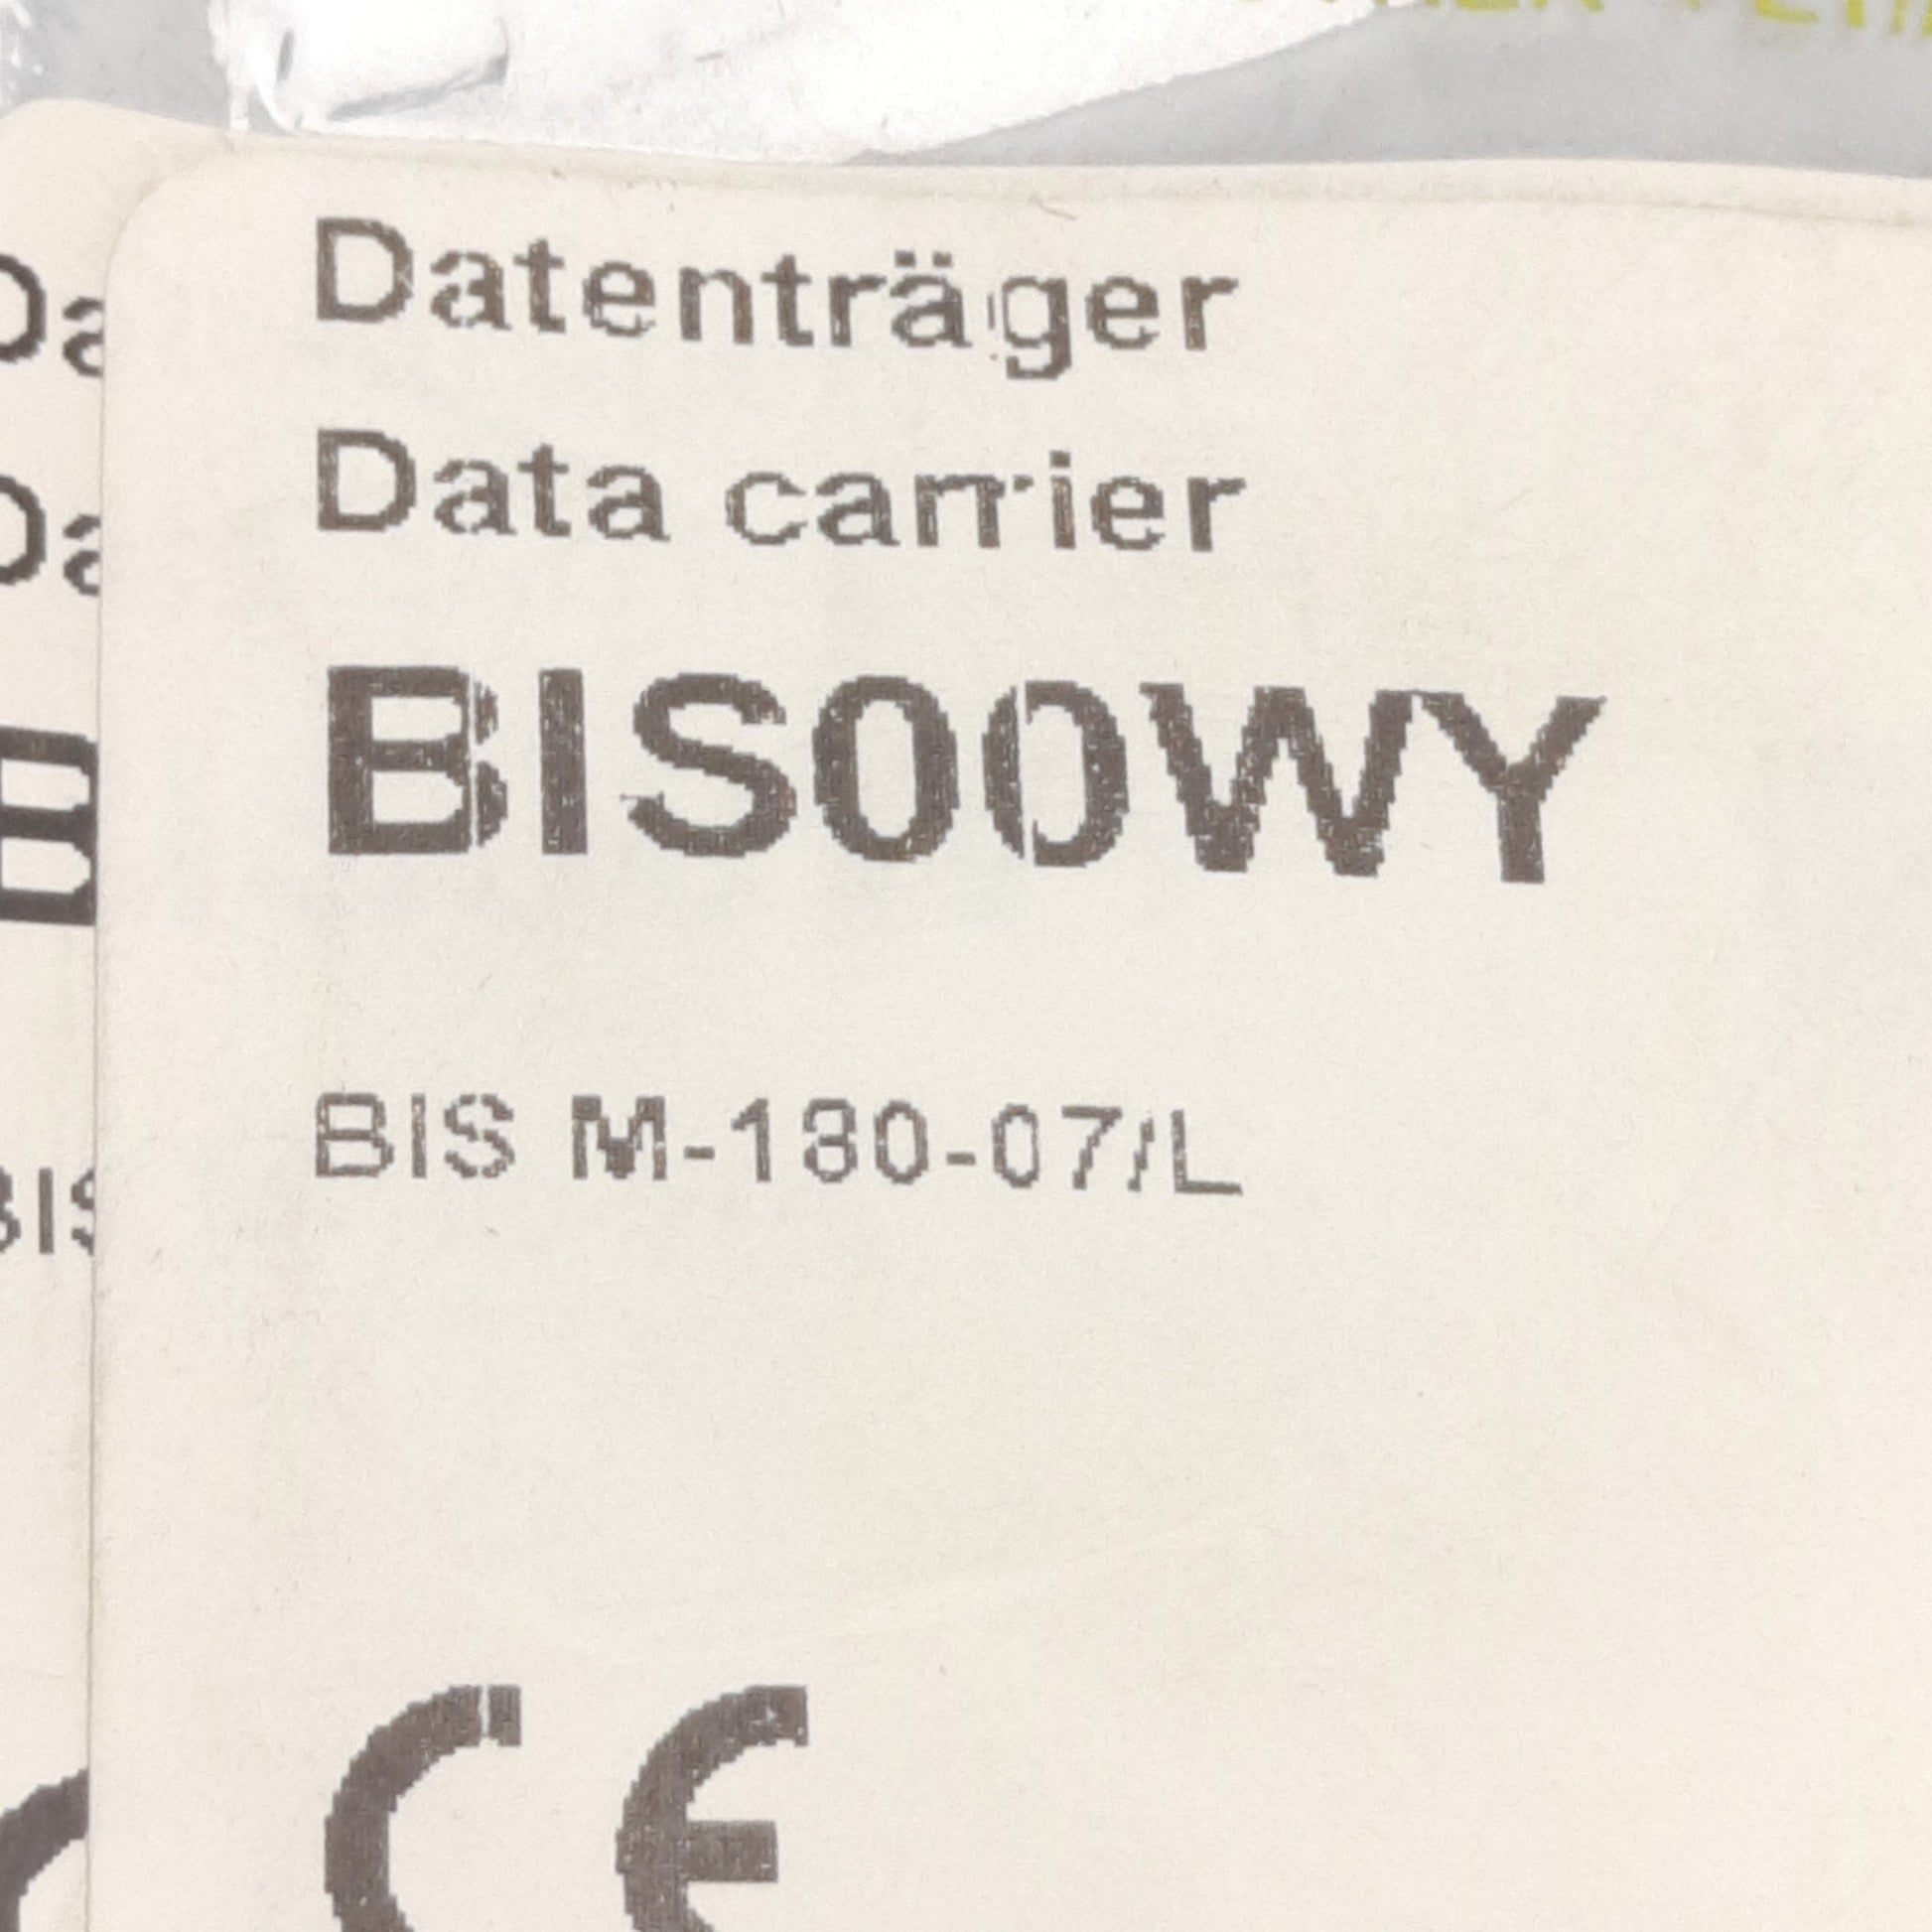 Datenträger
Data carrier
BIS00WY
BIS M-180-07/L
CE